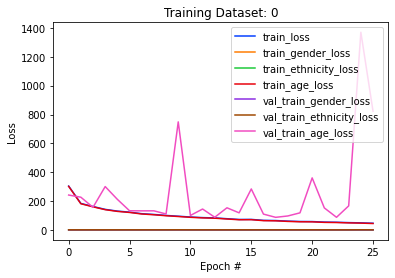 Training Dataset: 0
1400
1200
1000
800
600
400
200
0
Loss
train_loss
train_gender_loss
train_ethnicity_loss
train_age_loss
val_train_gender_loss
val_train_ethnicity_loss
val_train_age_loss
0
5
10
15
20
25
Epoch #